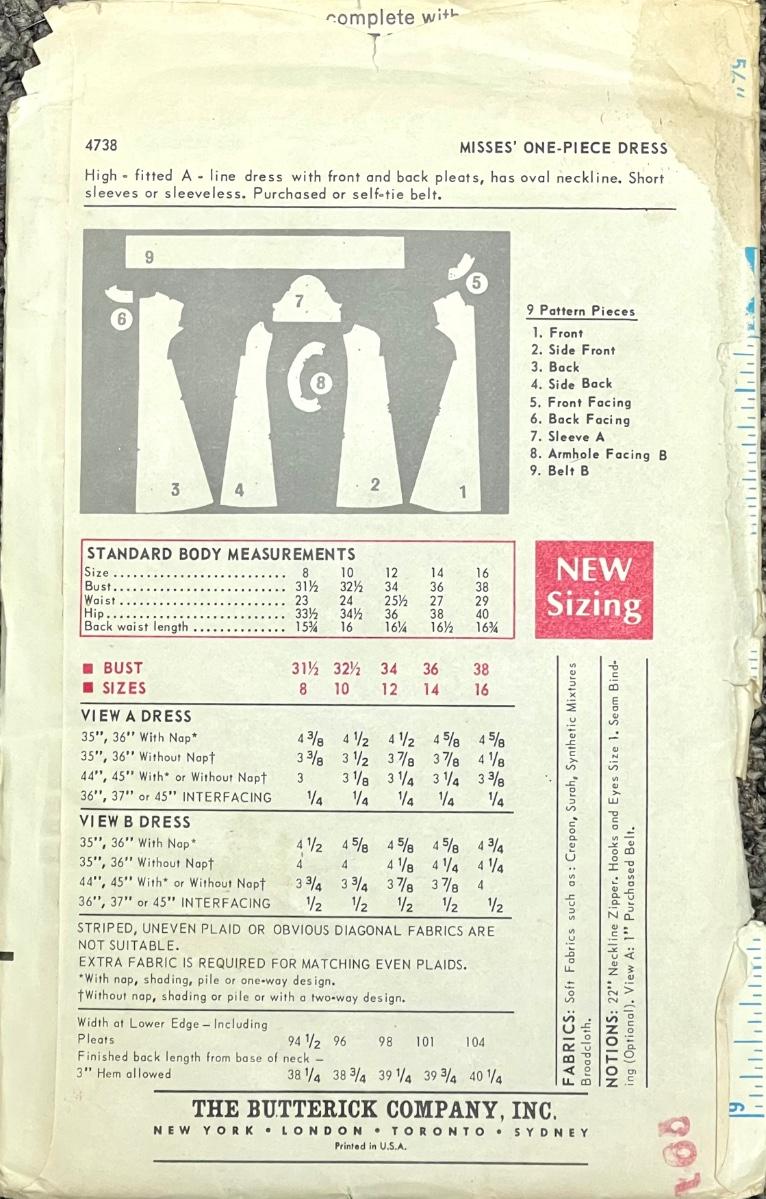 complete with
5/"
4738 MISSES' ONE-PIECE DRESS
High - fitted A - line dress with front and back pleats, has oval neckline. Short
sleeves or sleeveless. Purchased or self-tie belt.
9
5
6
7
8
3
4
2
1
9 Pattern Pieces
1. Front
2. Side Front
3. Back
4. Side Back
5. Front Facing
6. Back Facing
7. Sleeve A
8. Armhole Facing B
9. Belt B
STANDARD BODY MEASUREMENTS
Size ............................ 8 10 12 14 16
Bust............................ 31½ 32½ 34 36 38
Waist........................... 23 24 25½ 27 29
Hip............................. 33½ 34½ 36 38 40
Back waist length ............... 15¾ 16 16¼ 16½ 16¾
NEW
Sizing
■ BUST 31½ 32½ 34 36 38
■ SIZES 8 10 12 14 16
VIEW A DRESS
35", 36" With Nap* 4 3/8 4 1/2 4 1/2 4 5/8 4 5/8
35", 36" Without Nap† 3 3/8 3 1/2 3 7/8 3 7/8 4 1/8
44", 45" With* or Without Nap† 3 3 1/8 3 1/4 3 1/4 3 3/8
36", 37" or 45" INTERFACING 1/4 1/4 1/4 1/4 1/4
VIEW B DRESS
35", 36" With Nap* 4 1/2 4 5/8 4 5/8 4 5/8 4 3/4
35", 36" Without Nap† 4 4 4 1/8 4 1/4 4 1/4
44", 45" With* or Without Nap† 3 3/4 3 3/4 3 7/8 3 7/8 4
36", 37" or 45" INTERFACING 1/2 1/2 1/2 1/2 1/2
STRIPED, UNEVEN PLAID OR OBVIOUS DIAGONAL FABRICS ARE
NOT SUITABLE.
EXTRA FABRIC IS REQUIRED FOR MATCHING EVEN PLAIDS.
*With nap, shading, pile or one-way design.
†Without nap, shading or pile or with a two-way design.
Width at Lower Edge – Including
Pleats 94 1/2 96 98 101 104
Finished back length from base of neck –
3" Hem allowed 38 1/4 38 3/4 39 1/4 39 3/4 40 1/4
FABRICS: Soft Fabrics such as: Crepon, Surah, Synthetic Mixtures
Broadcloth.
NOTIONS: 22" Neckline Zipper. Hooks and Eyes Size 1. Seam Bind-
ing (Optional). View A: 1" Purchased Belt.
THE BUTTERICK COMPANY, INC.
NEW YORK • LONDON • TORONTO • SYDNEY
Printed in U.S.A.
9